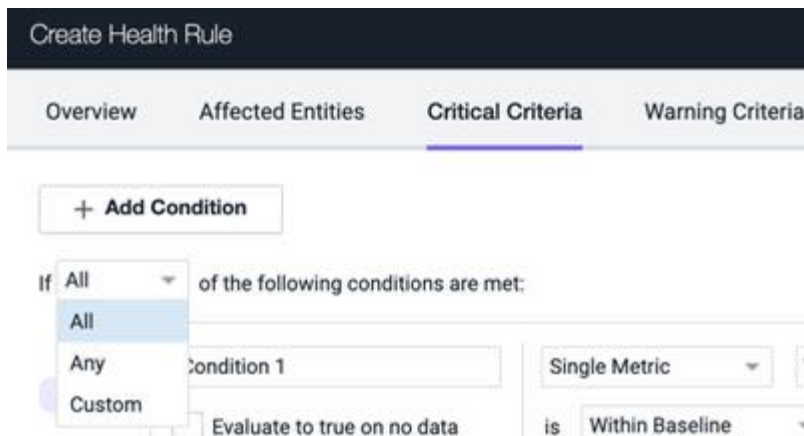 Create Health Rule
Overview Affected Entities Critical Criteria Warning Criteria
+ Add Condition
If All of the following conditions are met:
All
Any Condition 1 Single Metric
Custom
Evaluate to true on no data is Within Baseline